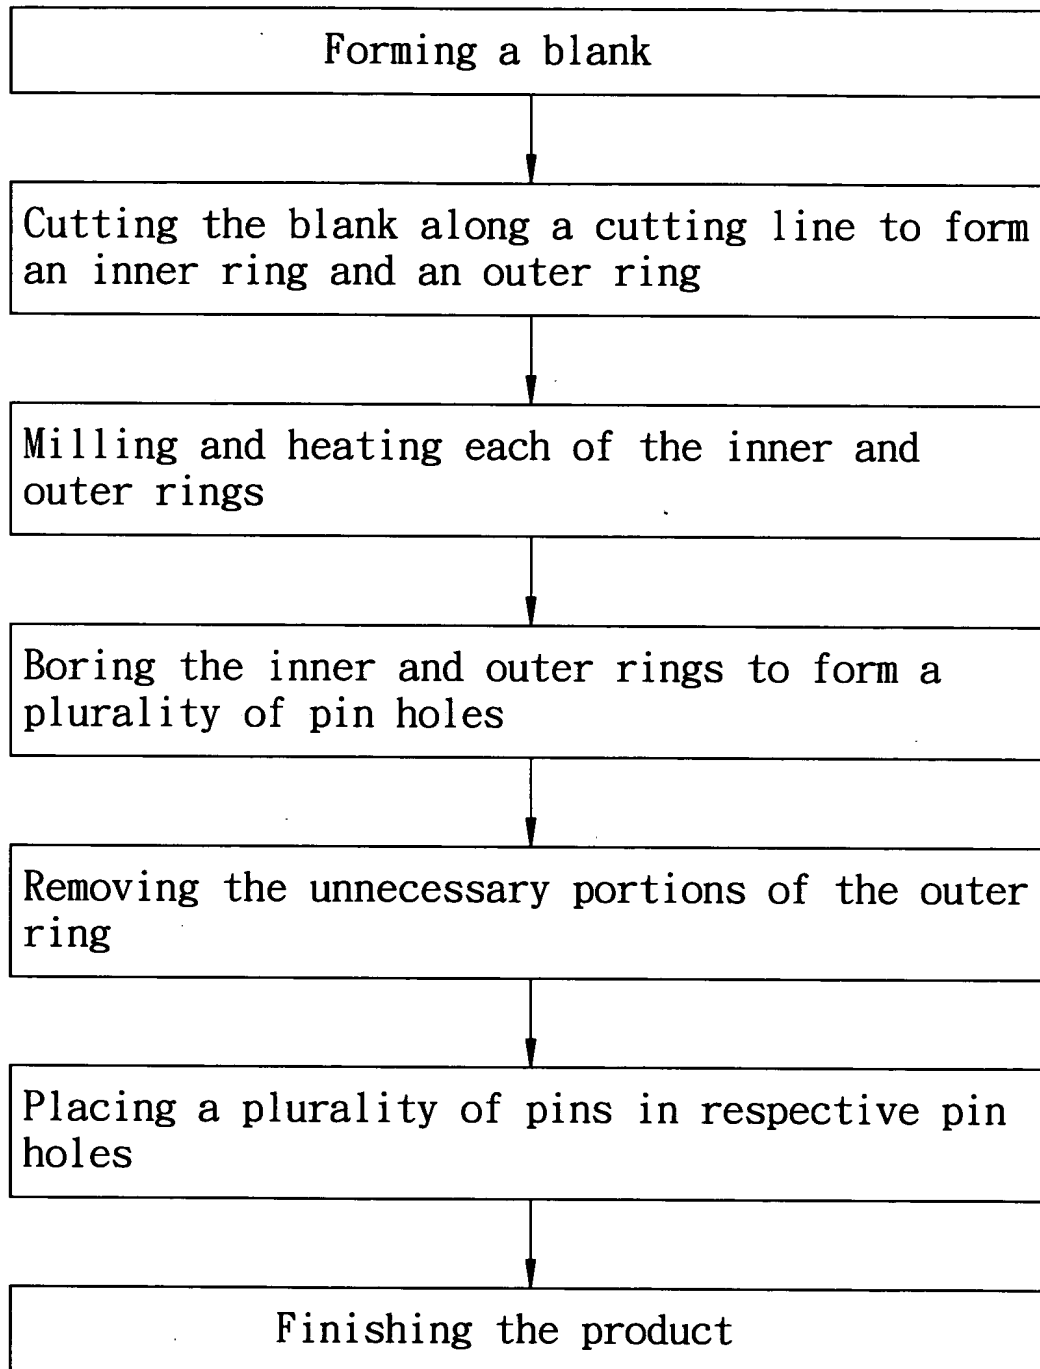 Forming a blank
Cutting the blank along a cutting line to form
an inner ring and an outer ring
Milling and heating each of the inner and
outer rings
Boring the inner and outer rings to form a
plurality of pin holes
Removing the unnecessary portions of the outer
ring
Placing a plurality of pins in respective pin
holes
Finishing the product